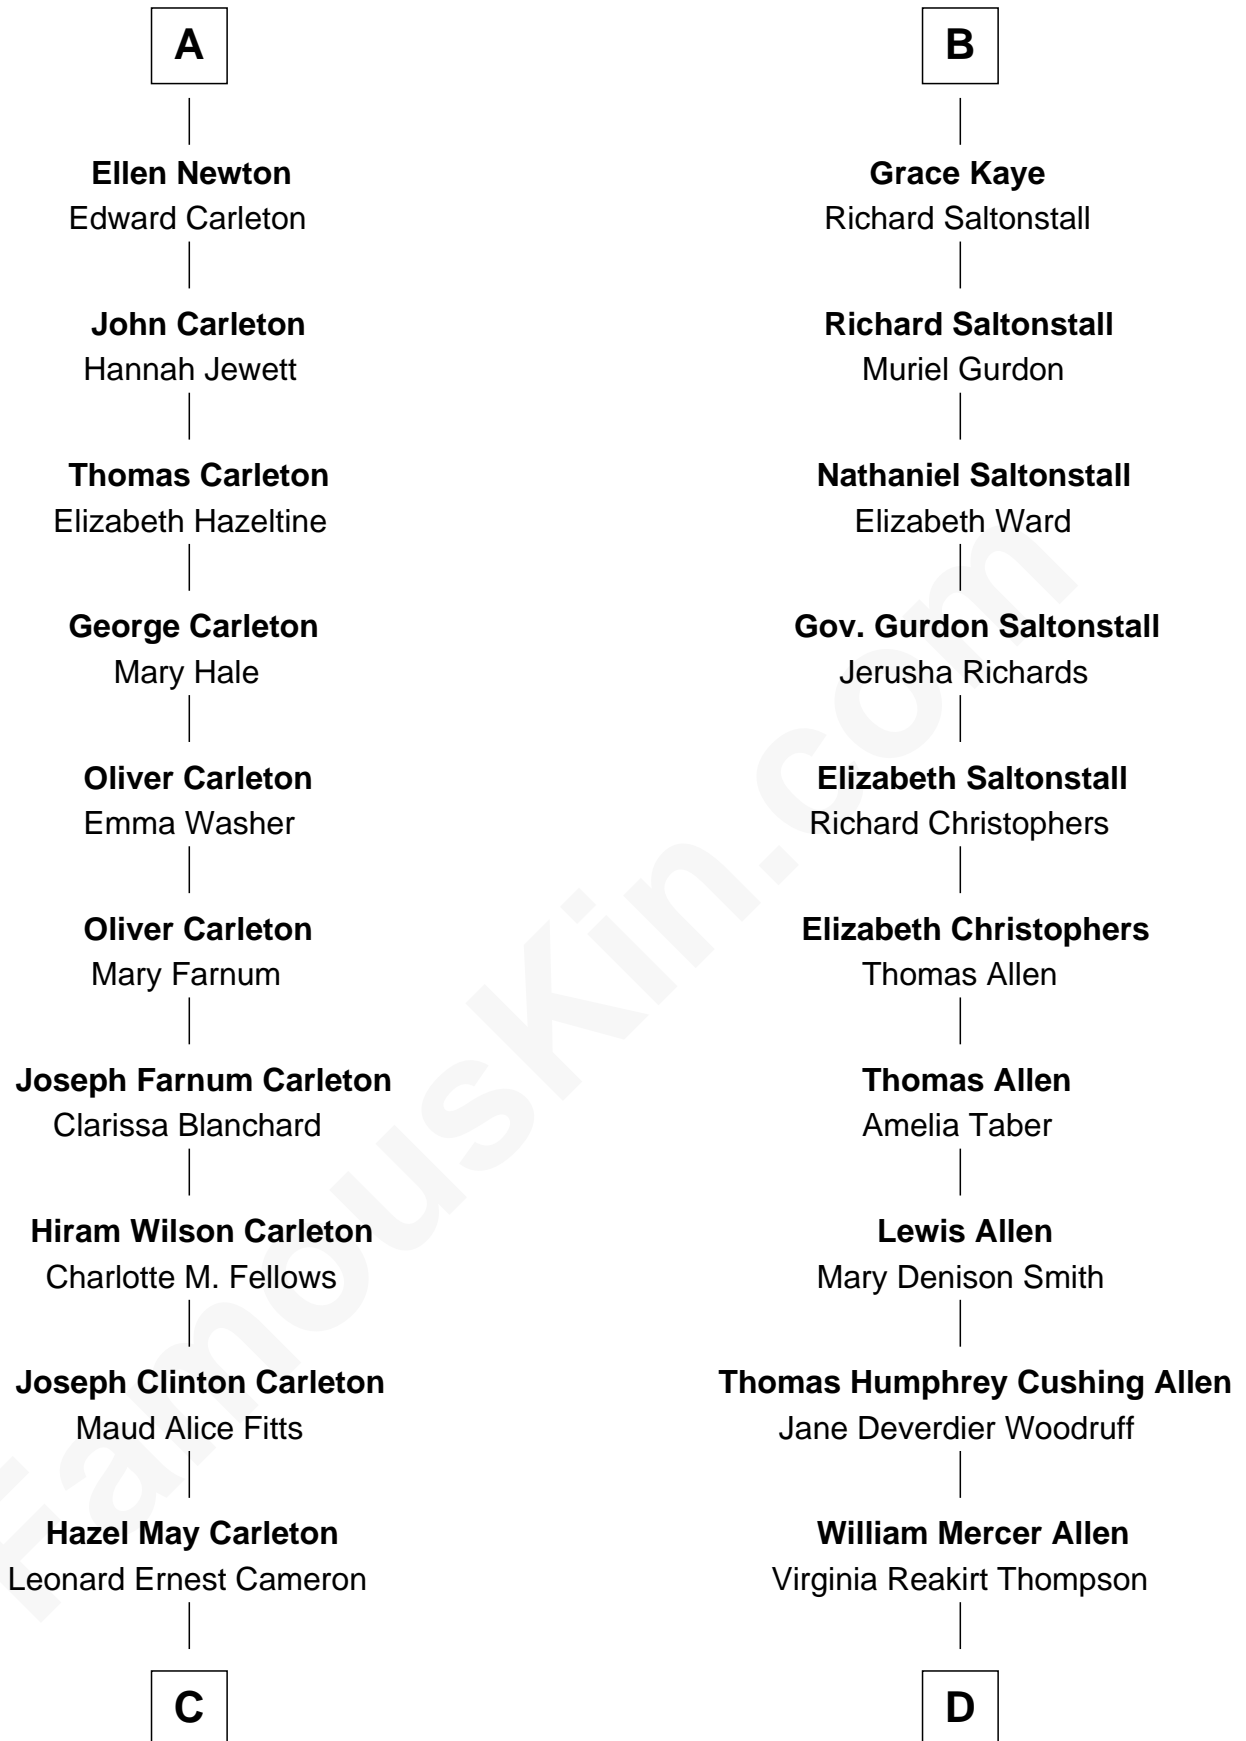 A
Ellen Newton
Edward Carleton
John Carleton
Hannah Jewett
Thomas Carleton
Elizabeth Hazeltine
George Carleton
Mary Hale
Oliver Carleton
Emma Washer
Oliver Carleton
Mary Farnum
Joseph Farnum Carleton
Clarissa Blanchard
Hiram Wilson Carleton
Charlotte M. Fellows
Joseph Clinton Carleton
Maud Alice Fitts
Hazel May Carleton
Leonard Ernest Cameron
C
B
Grace Kaye
Richard Saltonstall
Richard Saltonstall
Muriel Gurdon
Nathaniel Saltonstall
Elizabeth Ward
Gov. Gurdon Saltonstall
Jerusha Richards
Elizabeth Saltonstall
Richard Christophers
Elizabeth Christophers
Thomas Allen
Thomas Allen
Amelia Taber
Lewis Allen
Mary Denison Smith
Thomas Humphrey Cushing Allen
Jane Deverdier Woodruff
William Mercer Allen
Virginia Reakirt Thompson
D
FamousKin.com